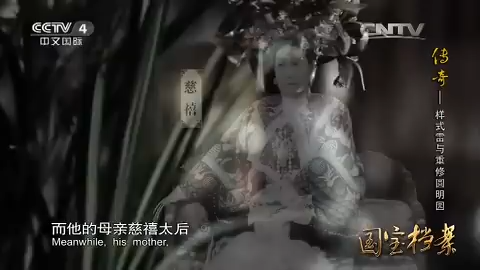 CCTV 4
中文国际
CNTV
传奇——样式雷与重修圆明园
慈禧
而他的母亲慈禧太后
Meanwhile, his mother,
国宝档案